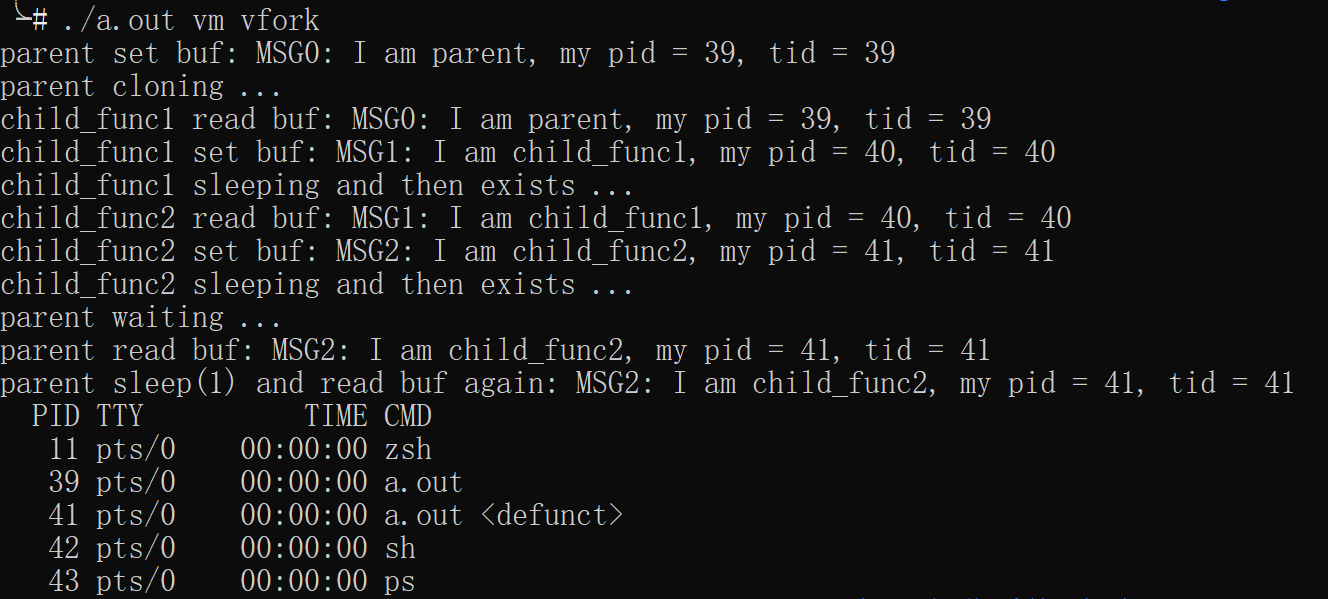 # ./a.out vm vfork
parent set buf: MSG0: I am parent, my pid = 39, tid = 39
parent cloning ...
child_func1 read buf: MSG0: I am parent, my pid = 39, tid = 39
child_func1 set buf: MSG1: I am child_func1, my pid = 40, tid = 40
child_func1 sleeping and then exists ...
child_func2 read buf: MSG1: I am child_func1, my pid = 40, tid = 40
child_func2 set buf: MSG2: I am child_func2, my pid = 41, tid = 41
child_func2 sleeping and then exists ...
parent waiting ...
parent read buf: MSG2: I am child_func2, my pid = 41, tid = 41
parent sleep(1) and read buf again: MSG2: I am child_func2, my pid = 41, tid = 41
PID TTY TIME CMD
11 pts/0 00:00:00 zsh
39 pts/0 00:00:00 a.out
41 pts/0 00:00:00 a.out <defunct>
42 pts/0 00:00:00 sh
43 pts/0 00:00:00 ps